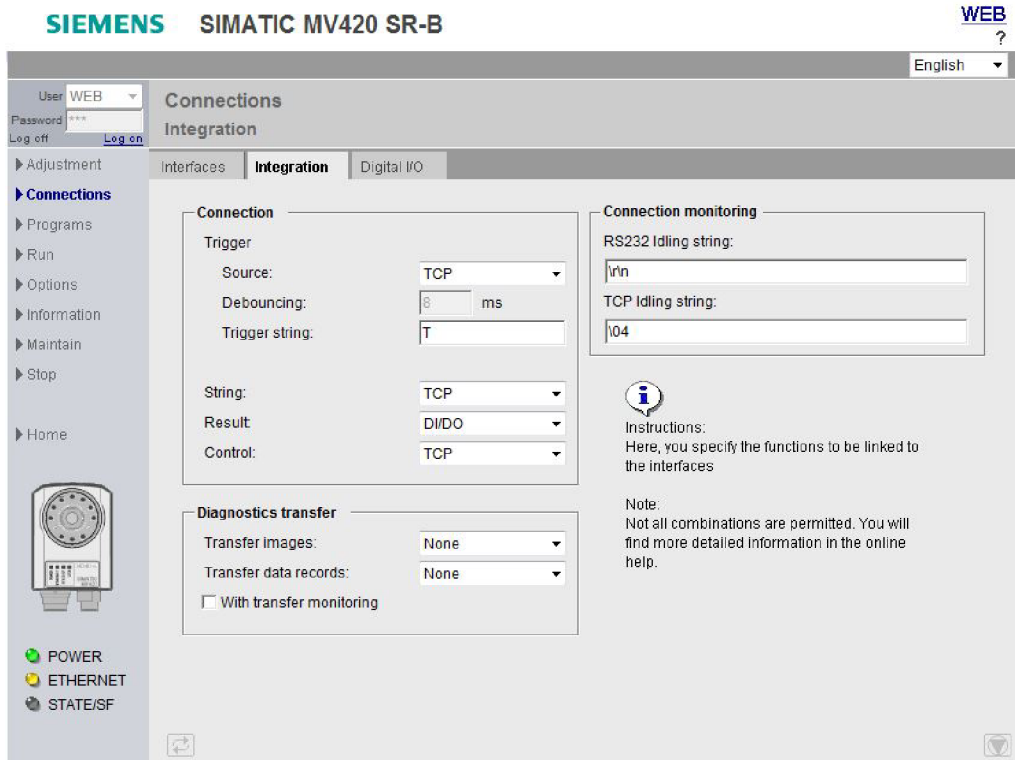 SIEMENS SIMATIC MV420 SR-B
WEB
?
English
User WEB
Password ***
Log off Log on
Connections
Integration
Adjustment
Connections
Programs
Run
Options
Information
Maintain
Stop
Home
Interfaces Integration Digital I/O
Connection
Trigger
Source: TCP
Debouncing: 8 ms
Trigger string: T
String: TCP
Result: DI/DO
Control: TCP
Diagnostics transfer
Transfer images: None
Transfer data records: None
With transfer monitoring
Connection monitoring
RS232 Idling string:
\r\n
TCP Idling string:
\04
Instructions:
Here, you specify the functions to be linked to
the interfaces
Note:
Not all combinations are permitted. You will
find more detailed information in the online
help.
POWER
ETHERNET
STATE/SF